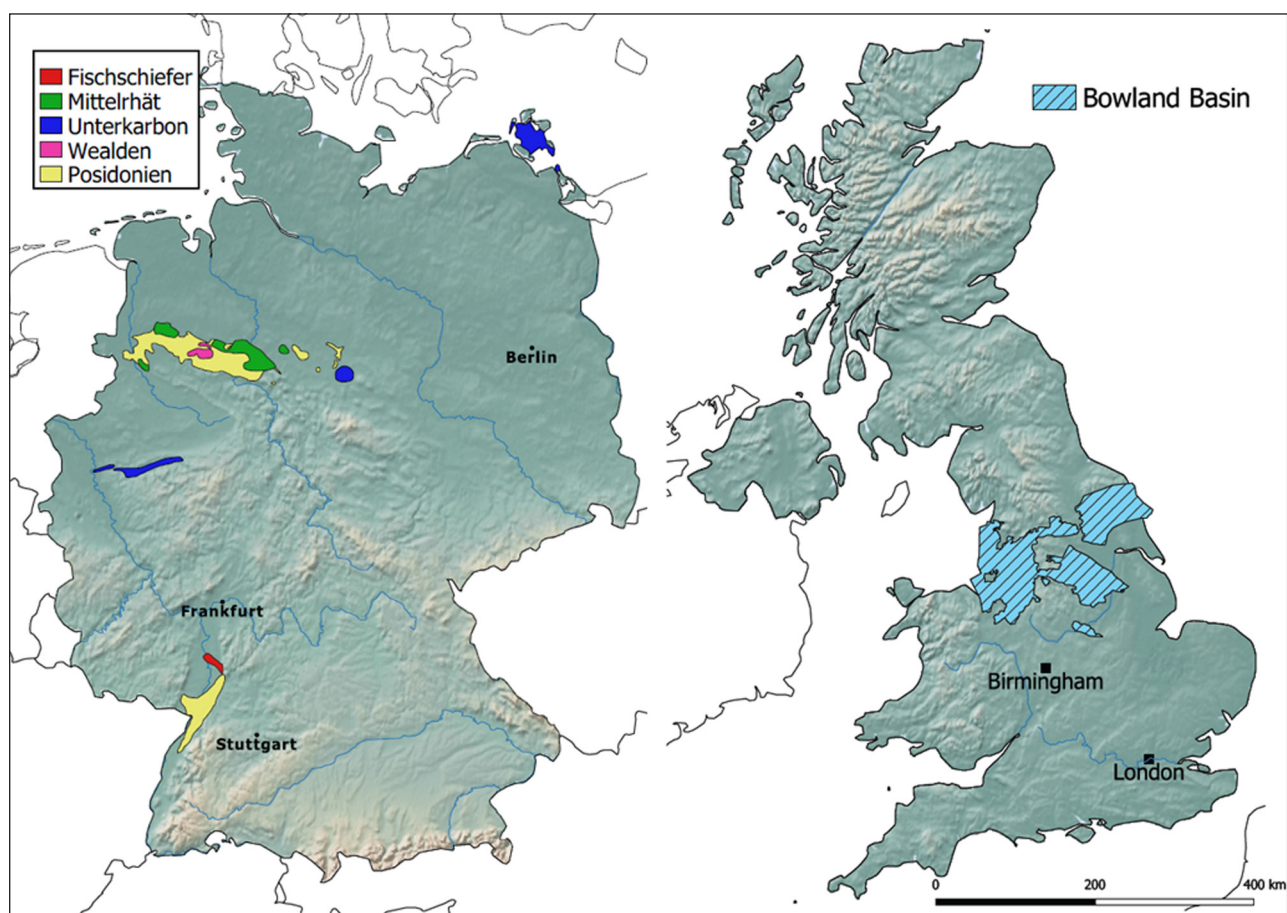 Fischschiefer
Mittelrhät
Unterkarbon
Wealden
Posidonien
Berlin
Frankfurt
Stuttgart
Bowland Basin
Birmingham
London
0 200 400 km